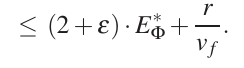 ≤ (2 + ε) · E*_Φ + r/v_f.